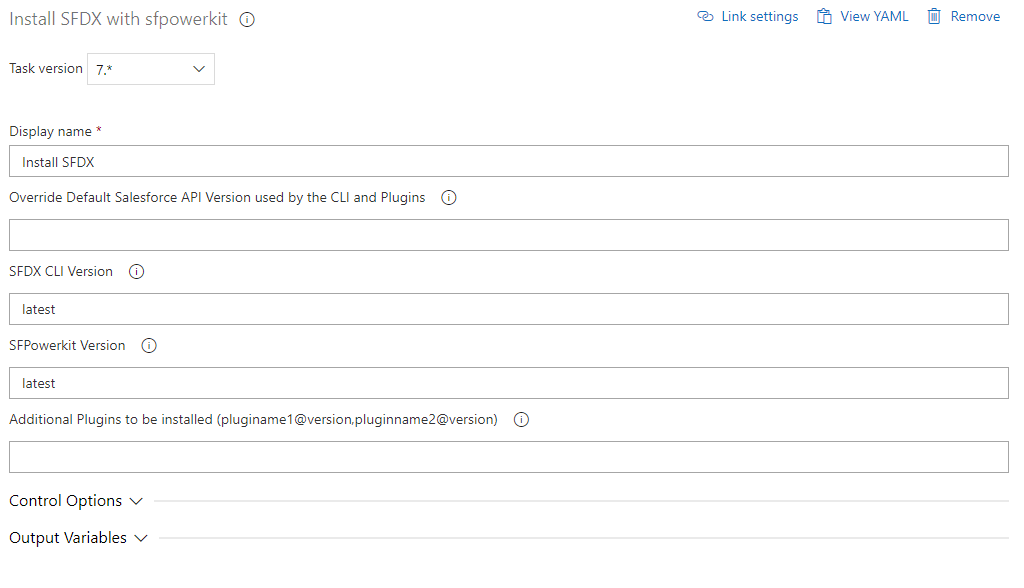 Install SFDX with sfpowerkit
Link settings View YAML Remove
Task version 7.*
Display name *
Install SFDX
Override Default Salesforce API Version used by the CLI and Plugins
SFDX CLI Version
latest
SFPowerkit Version
latest
Additional Plugins to be installed (pluginame1@version,pluginname2@version)
Control Options
Output Variables